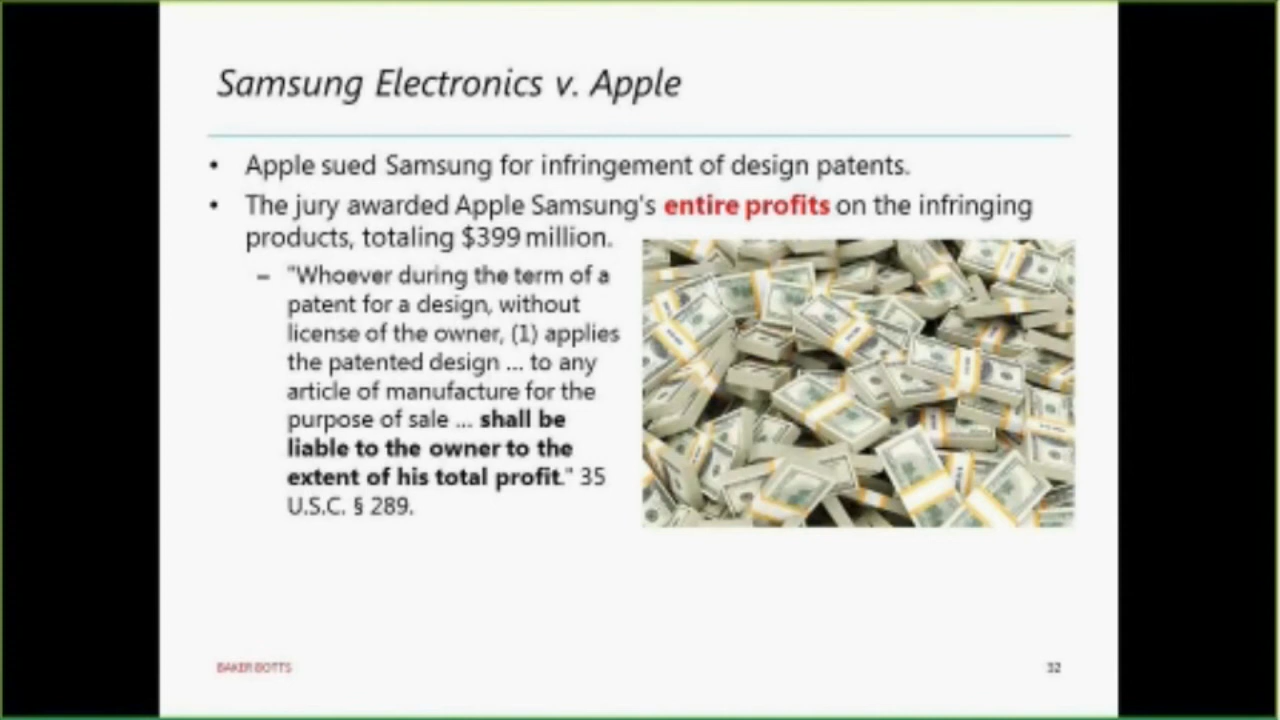 Samsung Electronics v. Apple
• Apple sued Samsung for infringement of design patents.
• The jury awarded Apple Samsung's entire profits on the infringing
products, totaling $399 million.
– "Whoever during the term of a
patent for a design, without
license of the owner, (1) applies
the patented design ... to any
article of manufacture for the
purpose of sale ... shall be
liable to the owner to the
extent of his total profit." 35
U.S.C. § 289.
BAKER BOTTS
32